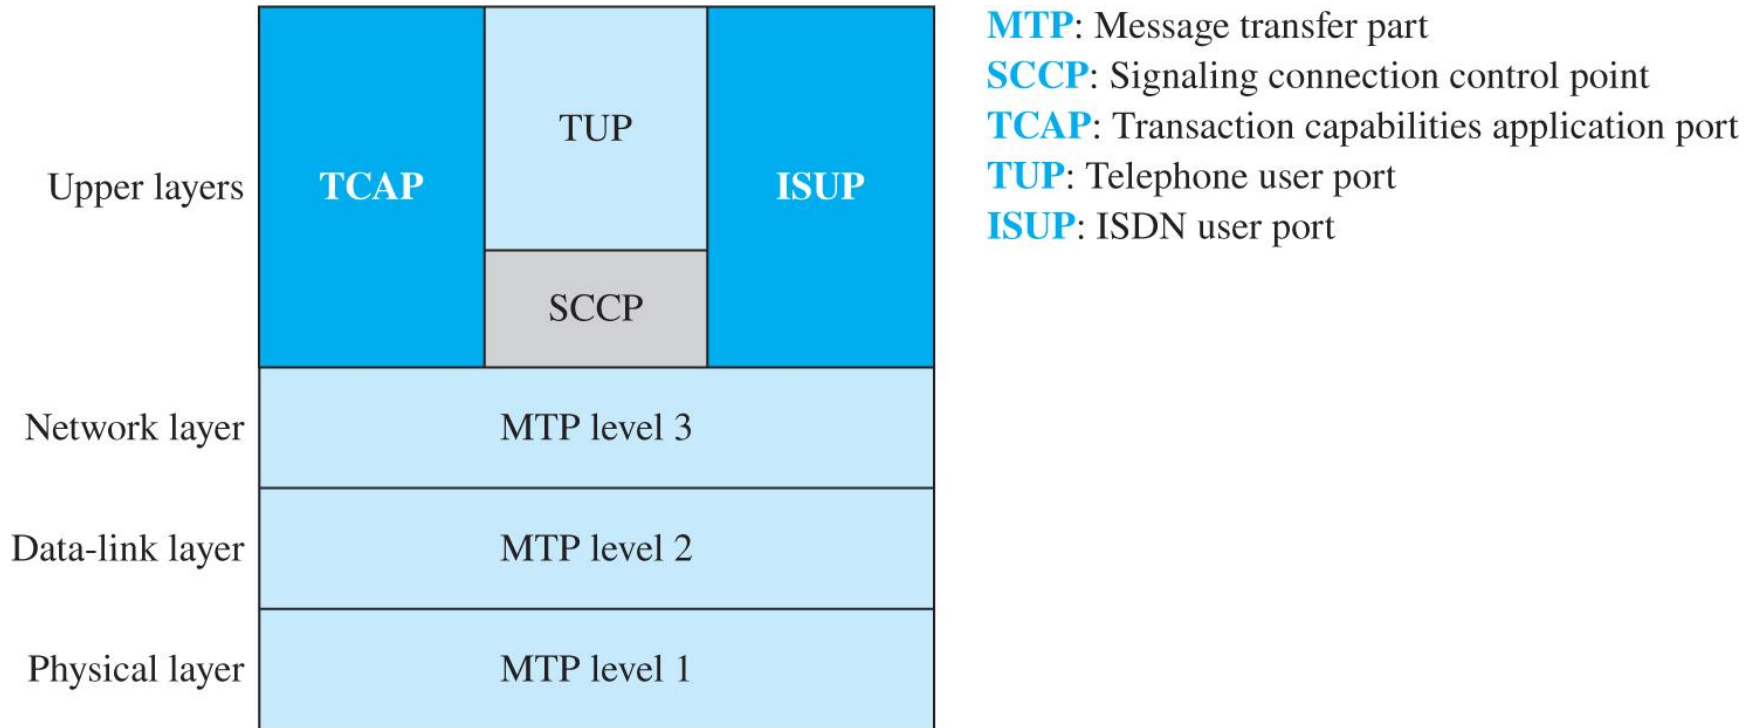 MTP: Message transfer part
SCCP: Signaling connection control point
TCAP: Transaction capabilities application port
TUP: Telephone user port
ISUP: ISDN user port
Upper layers
TCAP
TUP
ISUP
SCCP
Network layer
MTP level 3
Data-link layer
MTP level 2
Physical layer
MTP level 1